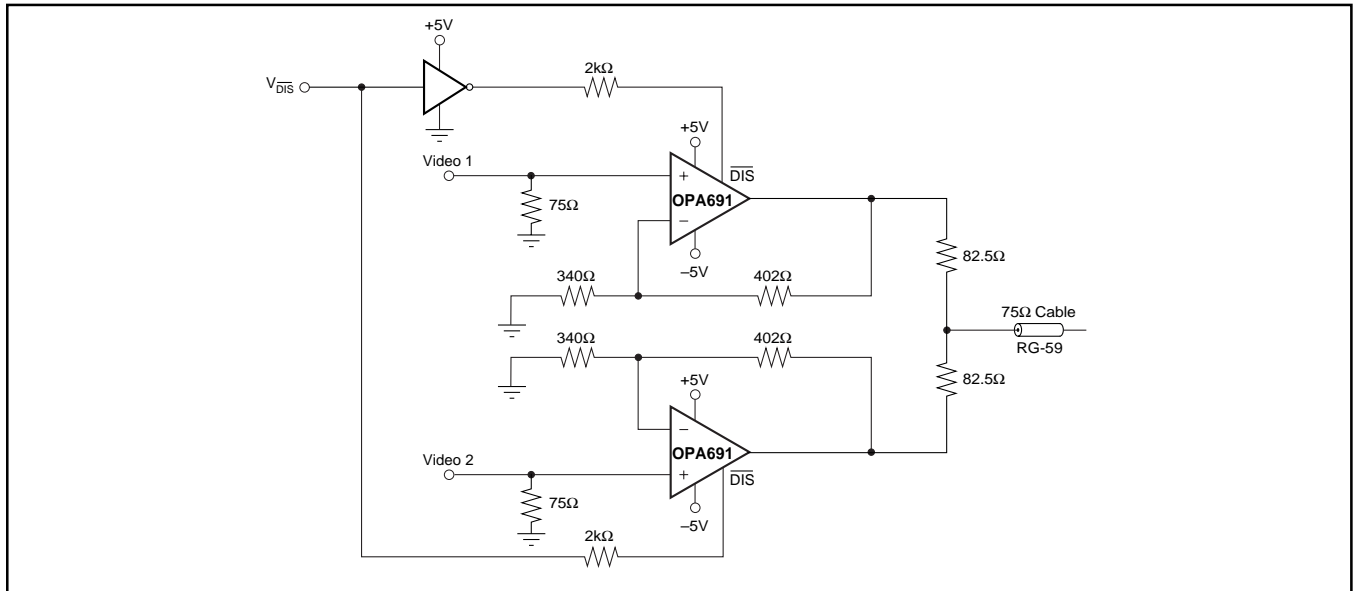 +5V
V̅D̅I̅S̅
2kΩ
+5V
Video 1
DIS
+
OPA691
75Ω
–
82.5Ω
–5V
340Ω
402Ω
75Ω Cable
RG-59
340Ω
402Ω
+5V
82.5Ω
–
OPA691
Video 2
+
DIS
75Ω
–5V
2kΩ